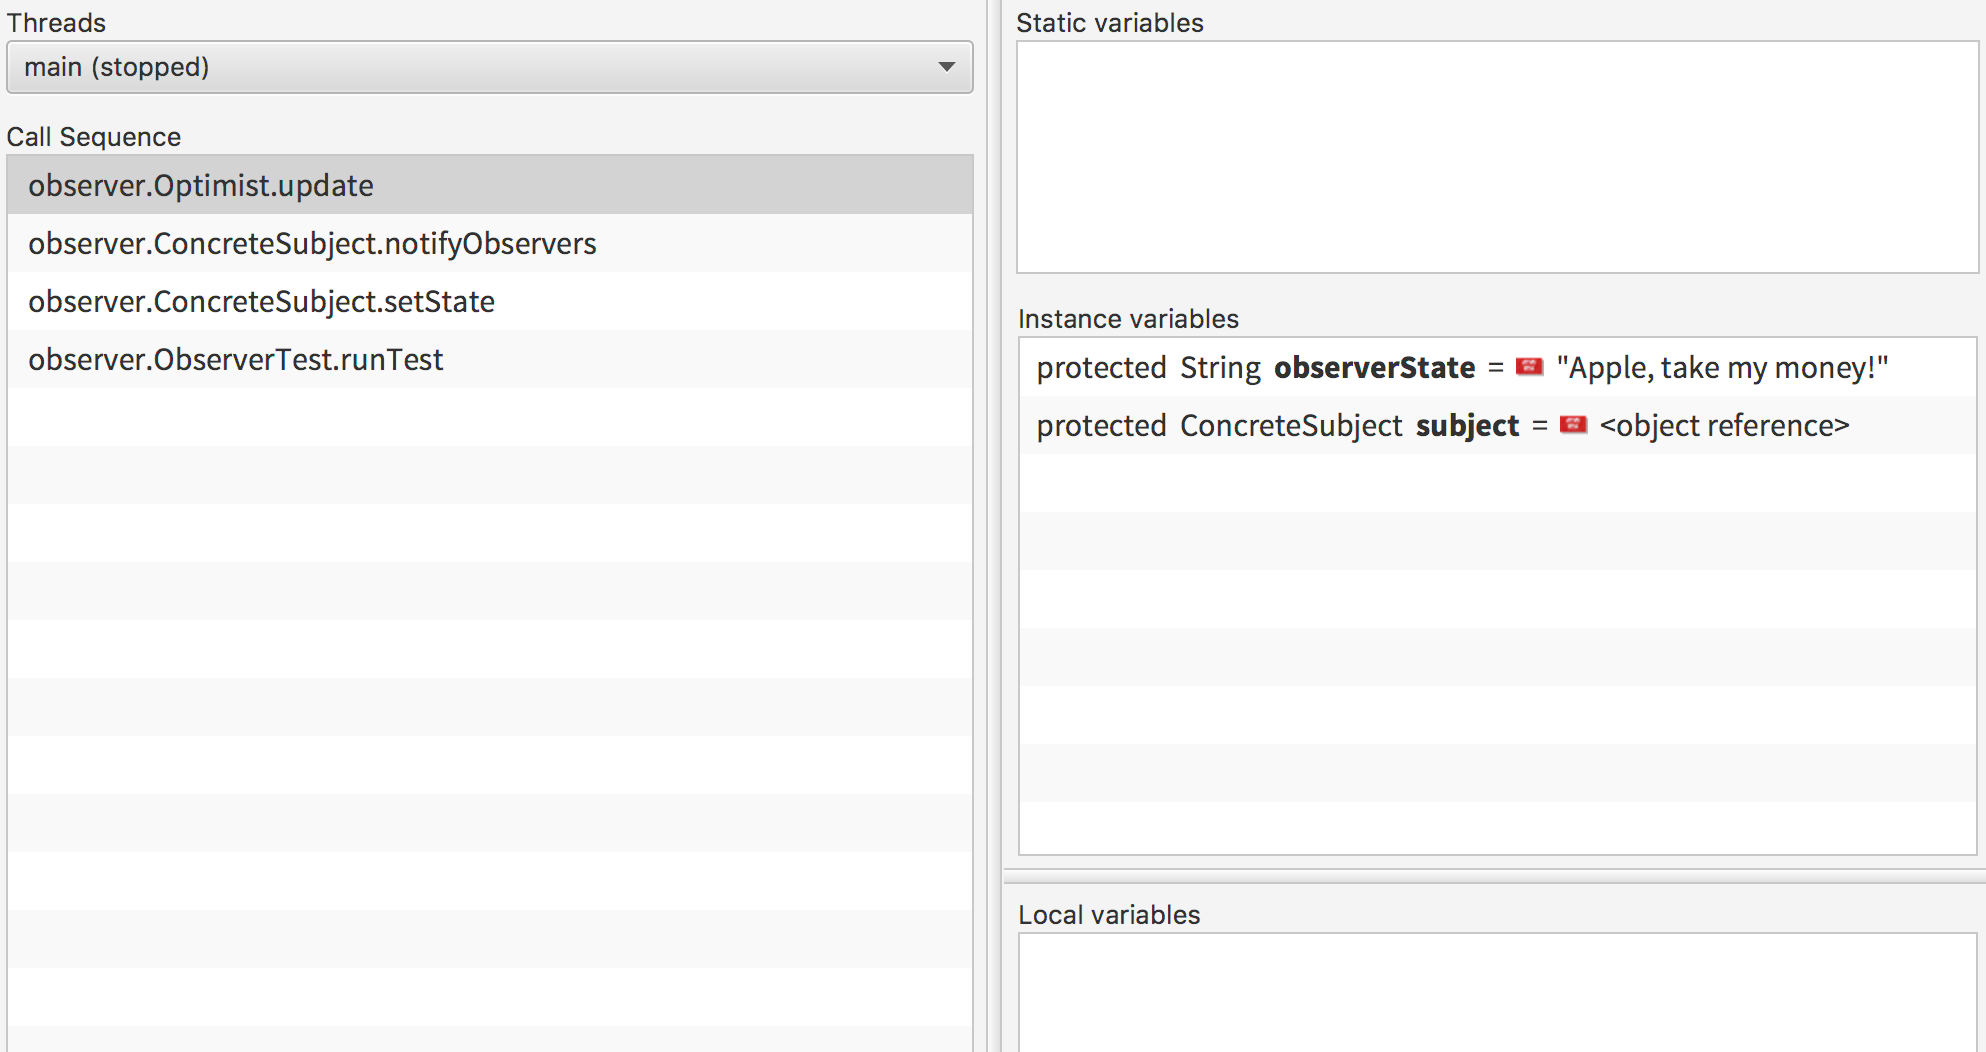 Threads
main (stopped)
Call Sequence
observer.Optimist.update
observer.ConcreteSubject.notifyObservers
observer.ConcreteSubject.setState
observer.ObserverTest.runTest
Static variables
Instance variables
protected String observerState = "Apple, take my money!"
protected ConcreteSubject subject = <object reference>
Local variables